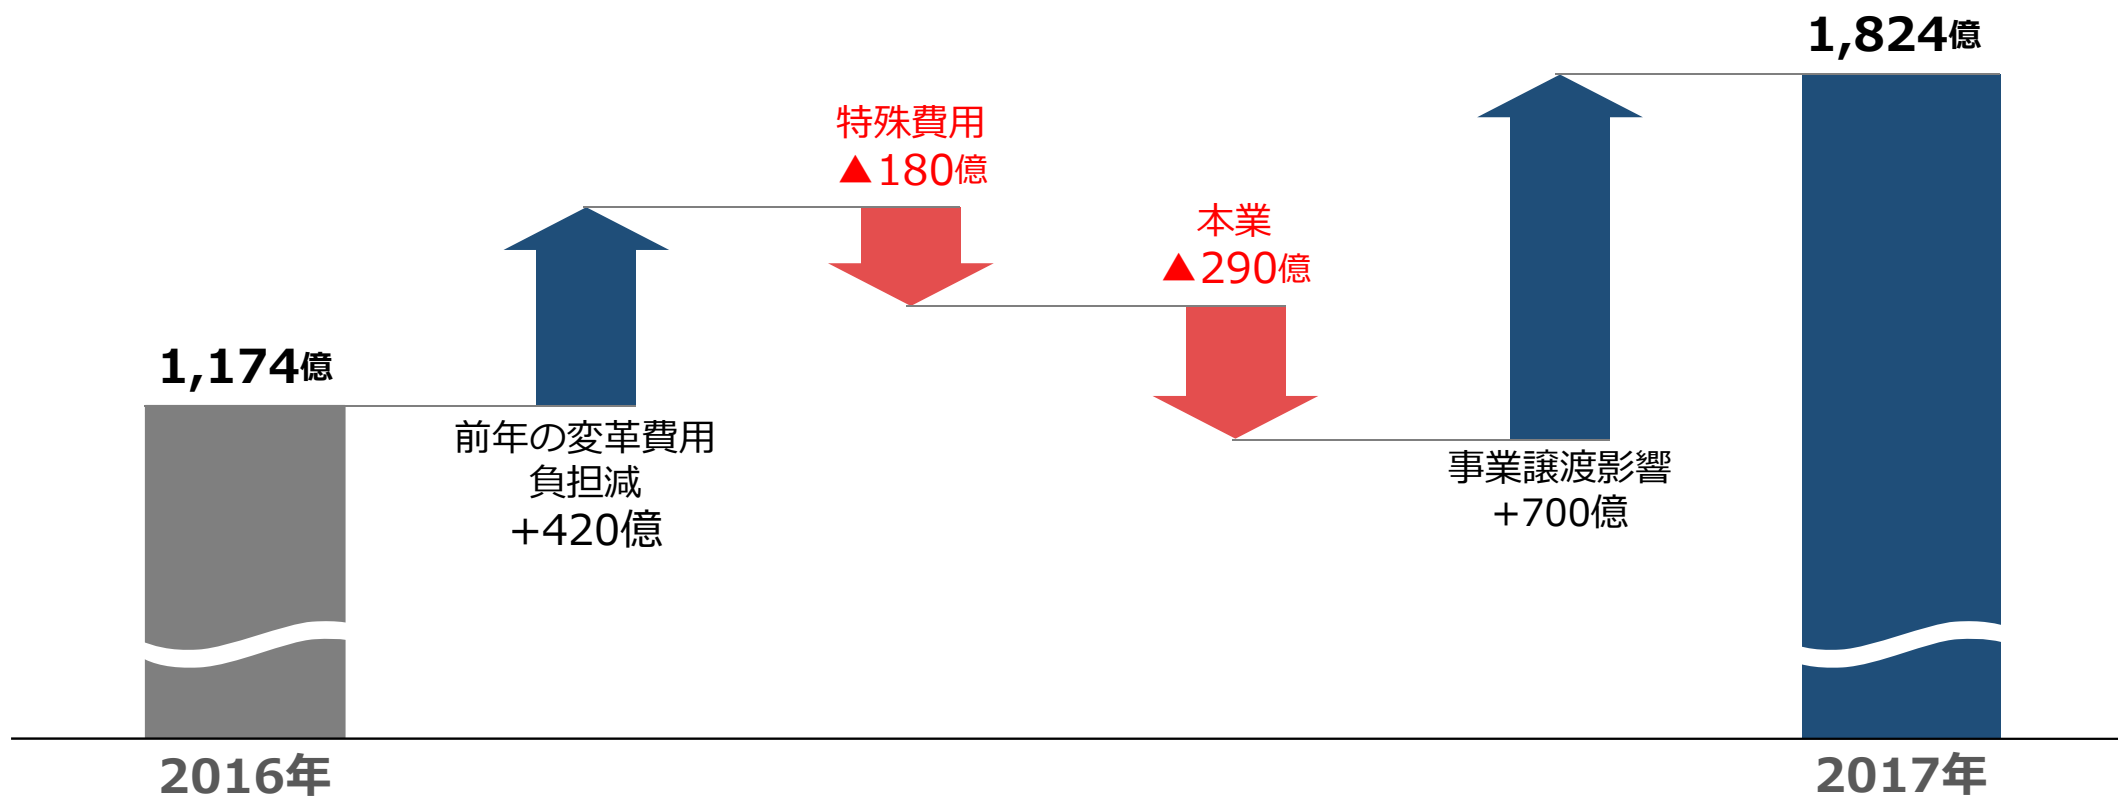 1,824億
特殊費用
▲180億
本業
▲290億
1,174億
前年の変革費用
負担減
+420億
事業譲渡影響
+700億
2016年
2017年